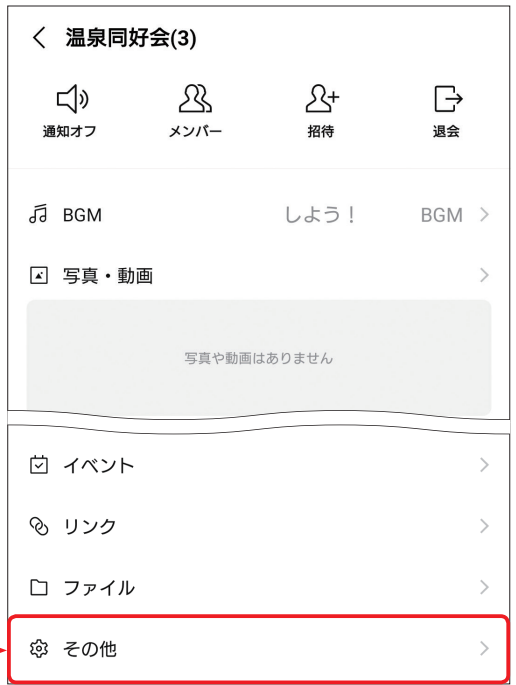 温泉同好会(3)
通知オフ メンバー 招待 退会
BGM しよう! BGM
写真・動画
写真や動画はありません
イベント
リンク
ファイル
その他